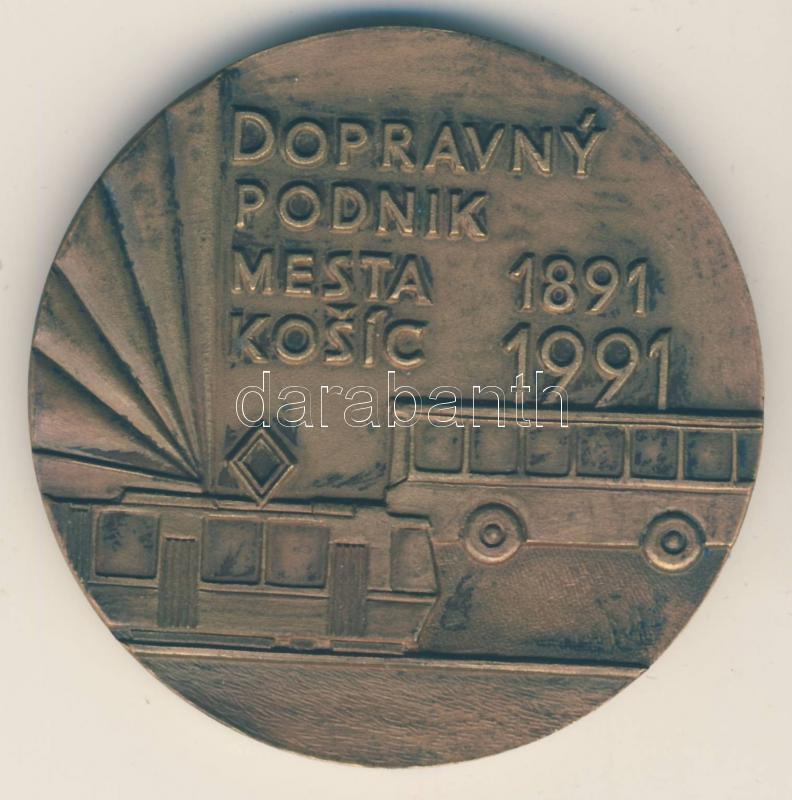 DOPRAVNÝ
PODNIK
MESTA 1891
KOŠÍC 1991
darabanth